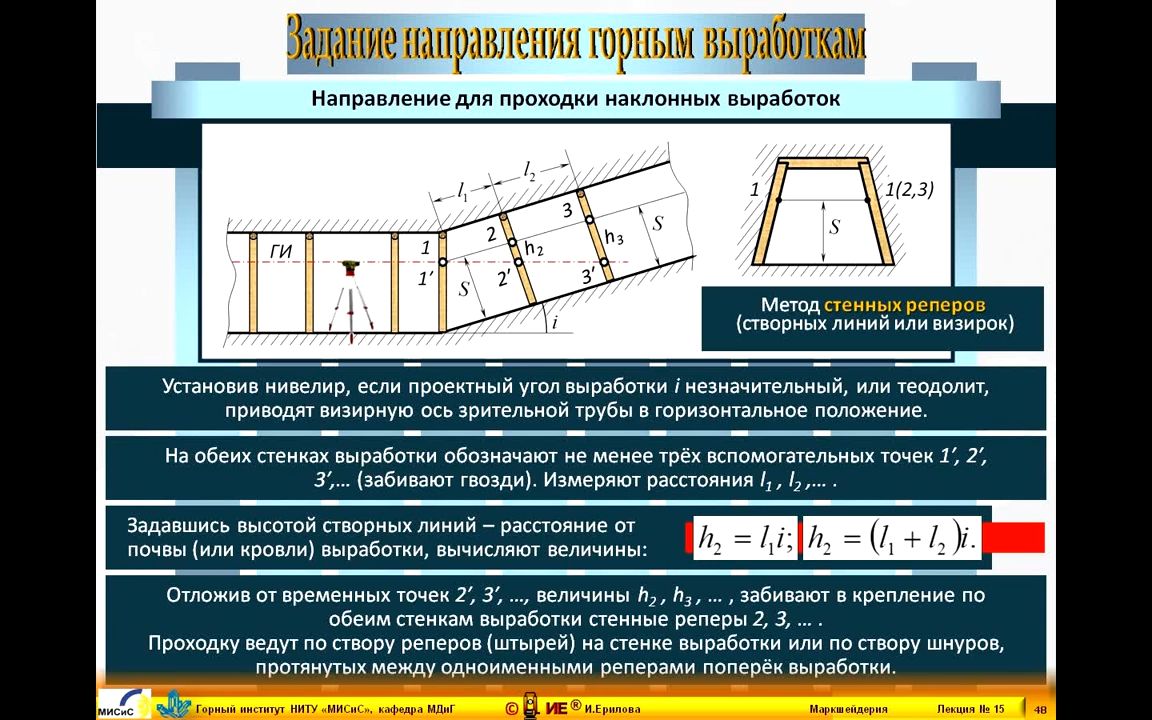 Задание направления горным выработкам
Направление для проходки наклонных выработок
l₁
l₂
ГИ
1
1′
2
2′
h₂
3
3′
h₃
S
S
i
1
1(2,3)
S
Метод стенных реперов
(створных линий или визирок)
Установив нивелир, если проектный угол выработки i незначительный, или теодолит,
приводят визирную ось зрительной трубы в горизонтальное положение.
На обеих стенках выработки обозначают не менее трёх вспомогательных точек 1′, 2′,
3′,… (забивают гвозди). Измеряют расстояния l₁ , l₂ ,… .
Задавшись высотой створных линий – расстояние от
почвы (или кровли) выработки, вычисляют величины:
h₂ = l₁i; h₂ = (l₁ + l₂)i.
Отложив от временных точек 2′, 3′, …, величины h₂ , h₃ , … , забивают в крепление по
обеим стенкам выработки стенные реперы 2, 3, … .
Проходку ведут по створу реперов (штырей) на стенке выработки или по створу шнуров,
протянутых между одноименными реперами поперёк выработки.
МИСиС Горный институт НИТУ «МИСиС», кафедра МДиГ © ИЕ® И.Ерилова Маркшейдерия Лекция № 15 48